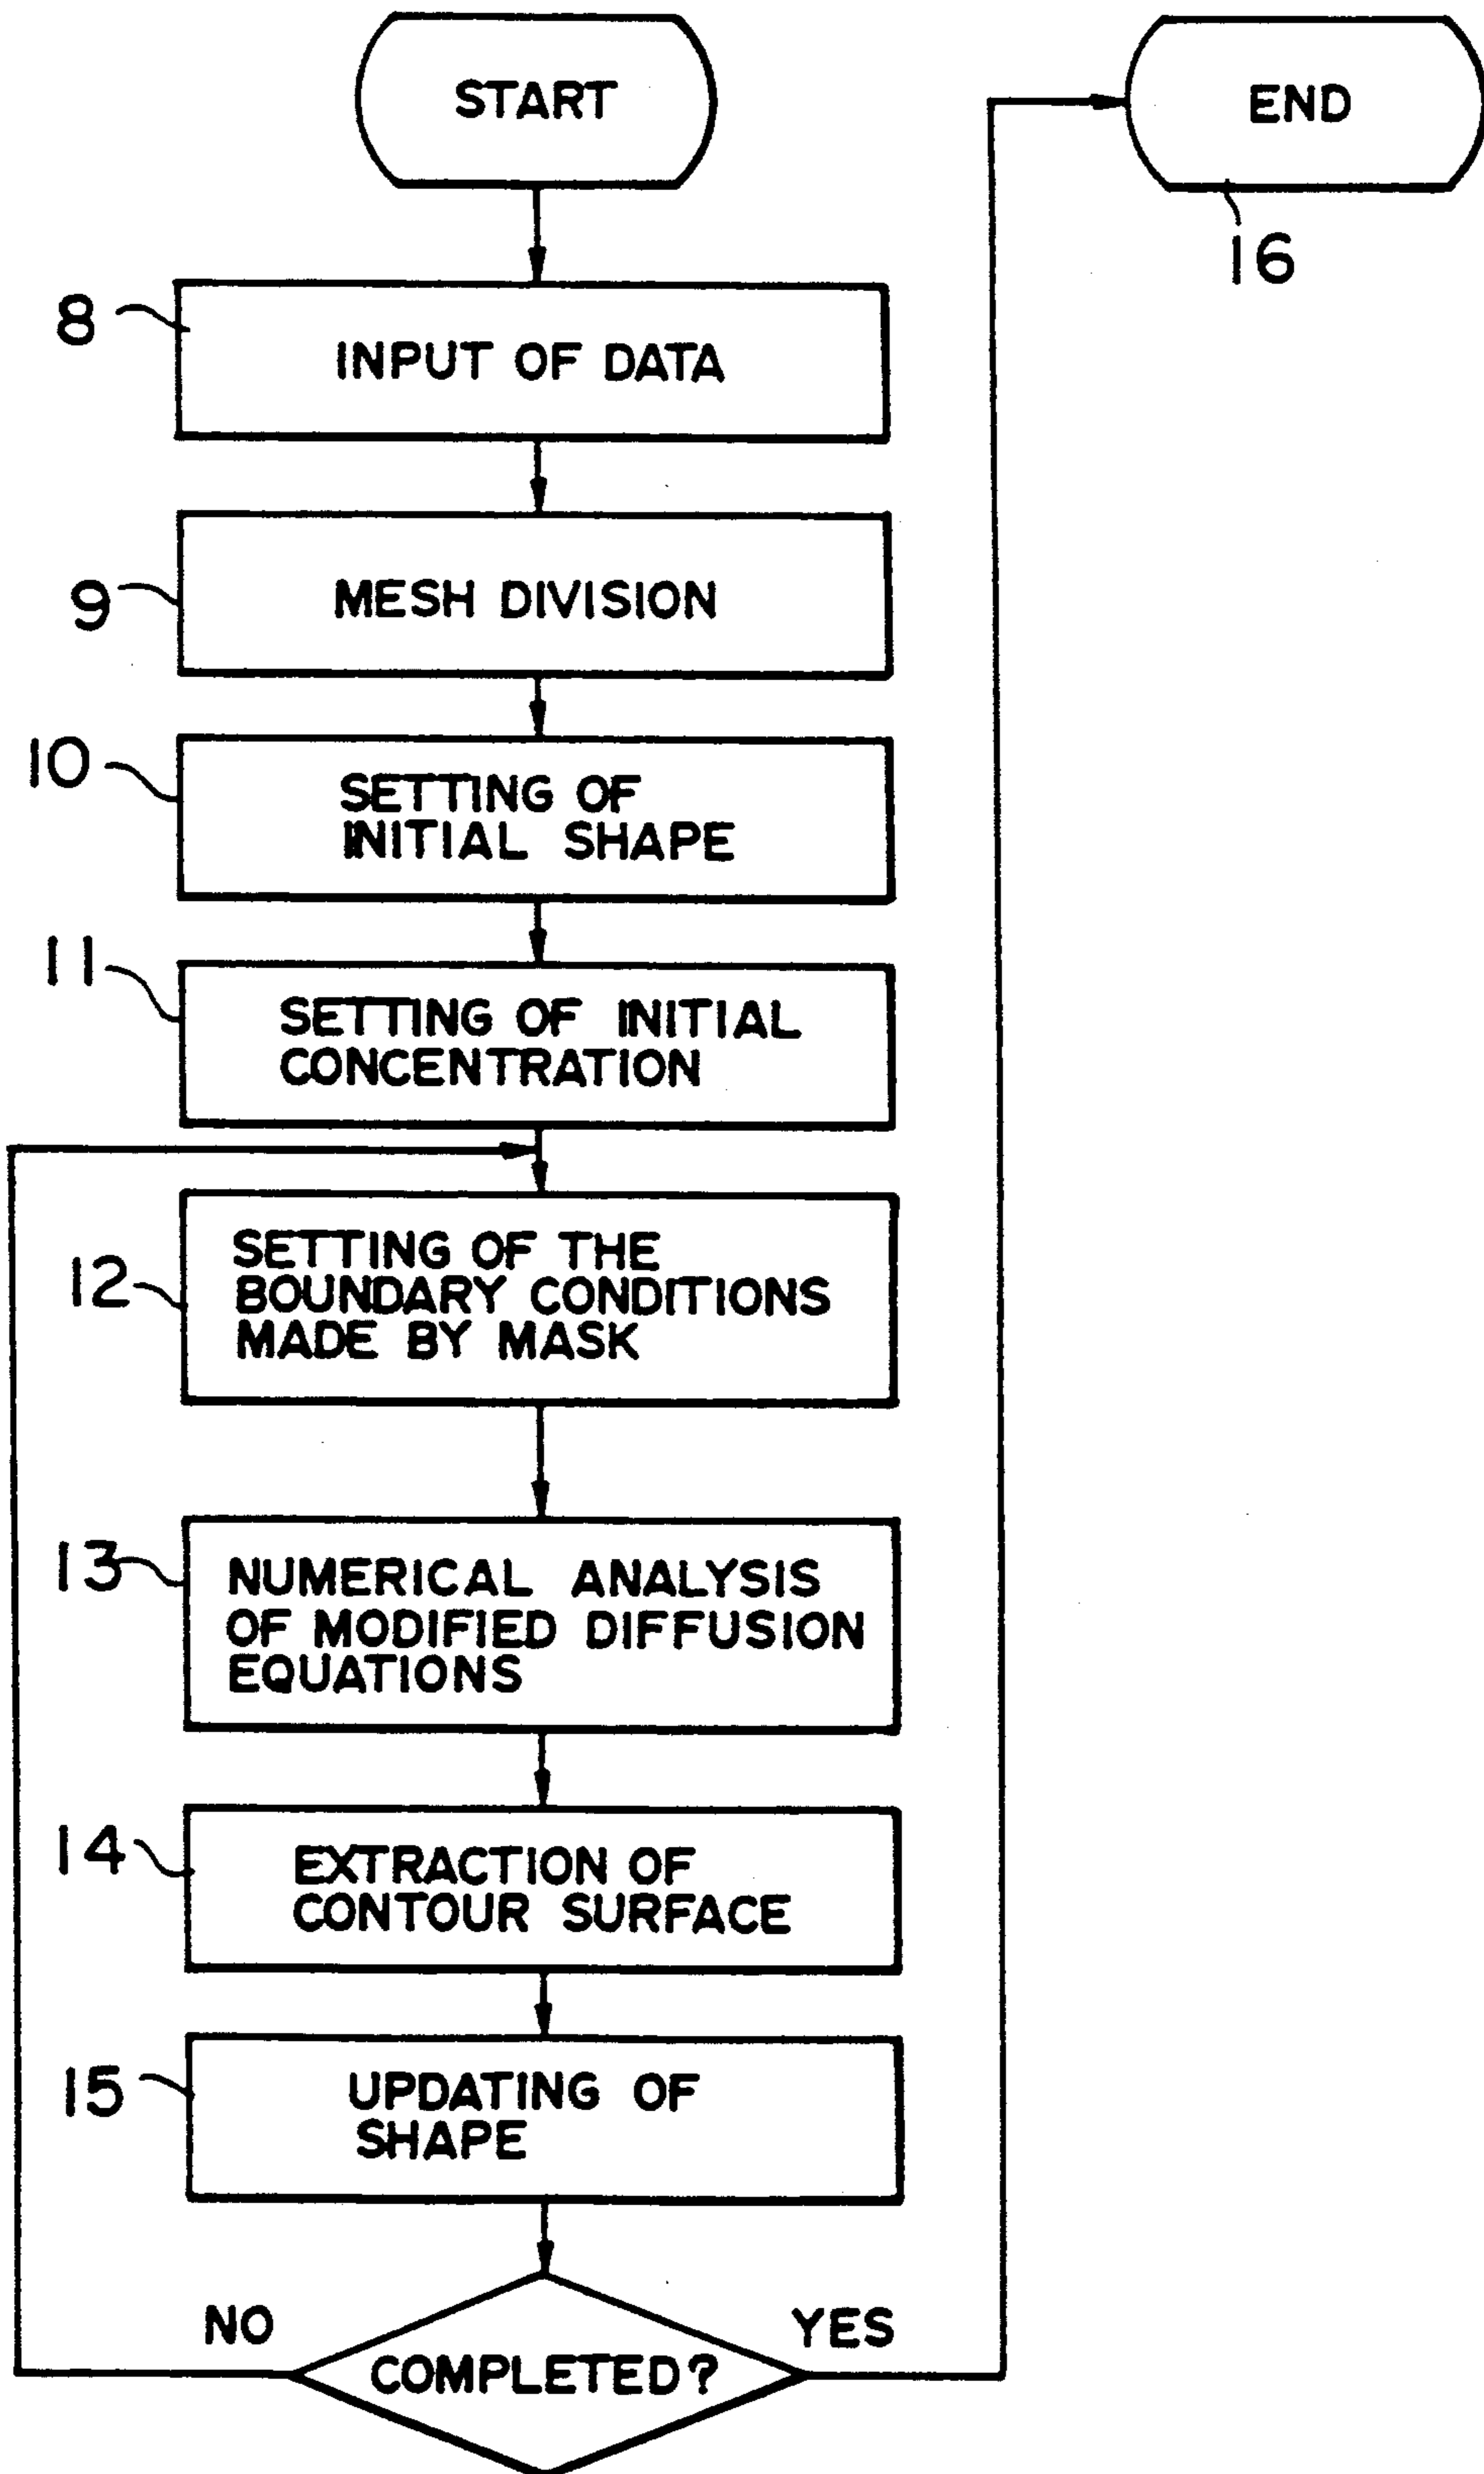 START
END
16
8
INPUT OF DATA
9
MESH DIVISION
10
SETTING OF
INITIAL SHAPE
11
SETTING OF INITIAL
CONCENTRATION
12
SETTING OF THE
BOUNDARY CONDITIONS
MADE BY MASK
13
NUMERICAL ANALYSIS
OF MODIFIED DIFFUSION
EQUATIONS
14
EXTRACTION OF
CONTOUR SURFACE
15
UPDATING OF
SHAPE
NO
YES
COMPLETED?